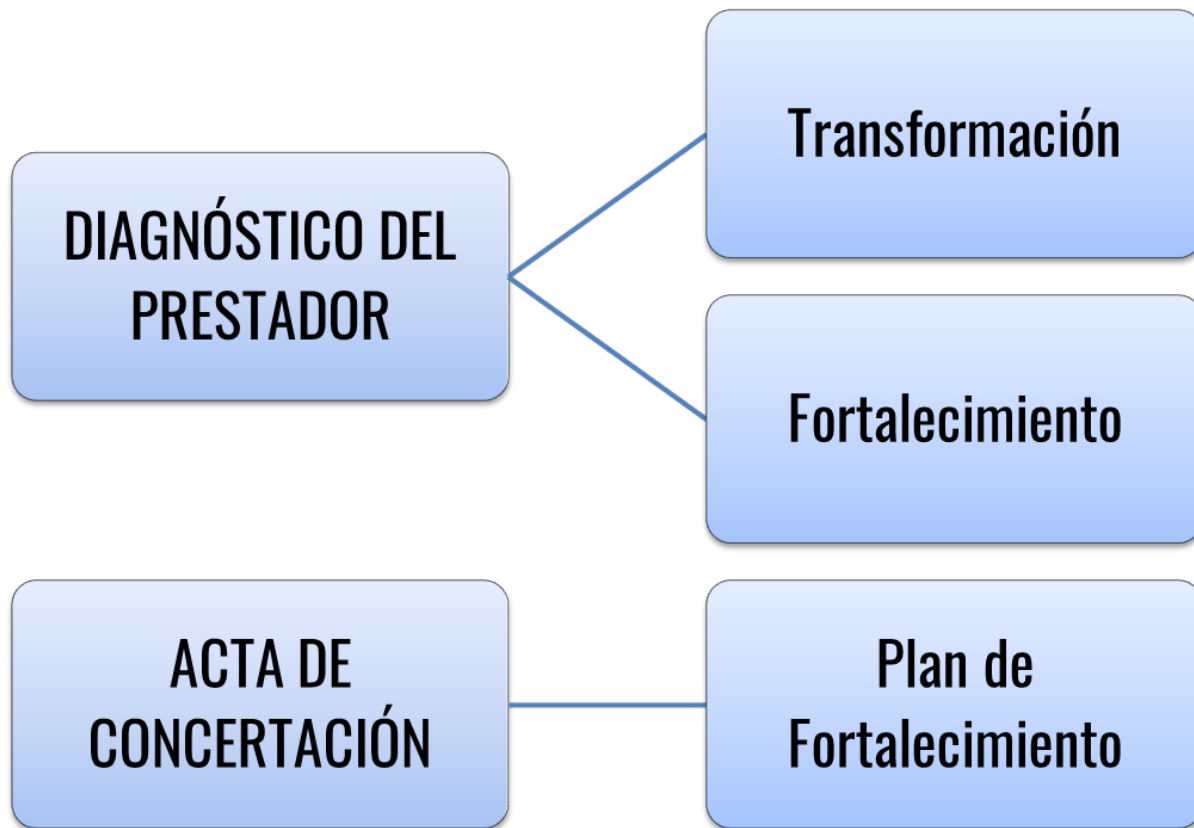 DIAGNÓSTICO DEL
PRESTADOR
Transformación
Fortalecimiento
ACTA DE
CONCERTACIÓN
Plan de
Fortalecimiento